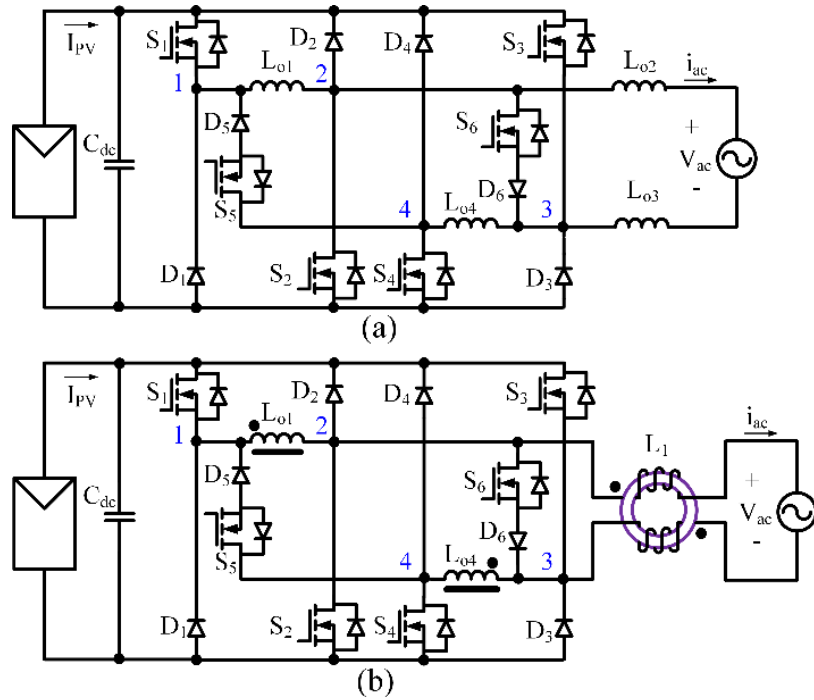 I_PV
S_1
L_o1
D_2
D_4
S_3
L_o2
i_ac
1
2
C_dc
D_5
S_5
S_6
D_6
+
V_ac
-
4
L_o4
3
L_o3
D_1
S_2
S_4
D_3
(a)
I_PV
S_1
L_o1
D_2
D_4
S_3
i_ac
1
2
L_1
C_dc
D_5
S_5
S_6
D_6
+
V_ac
-
4
L_o4
3
D_1
S_2
S_4
D_3
(b)